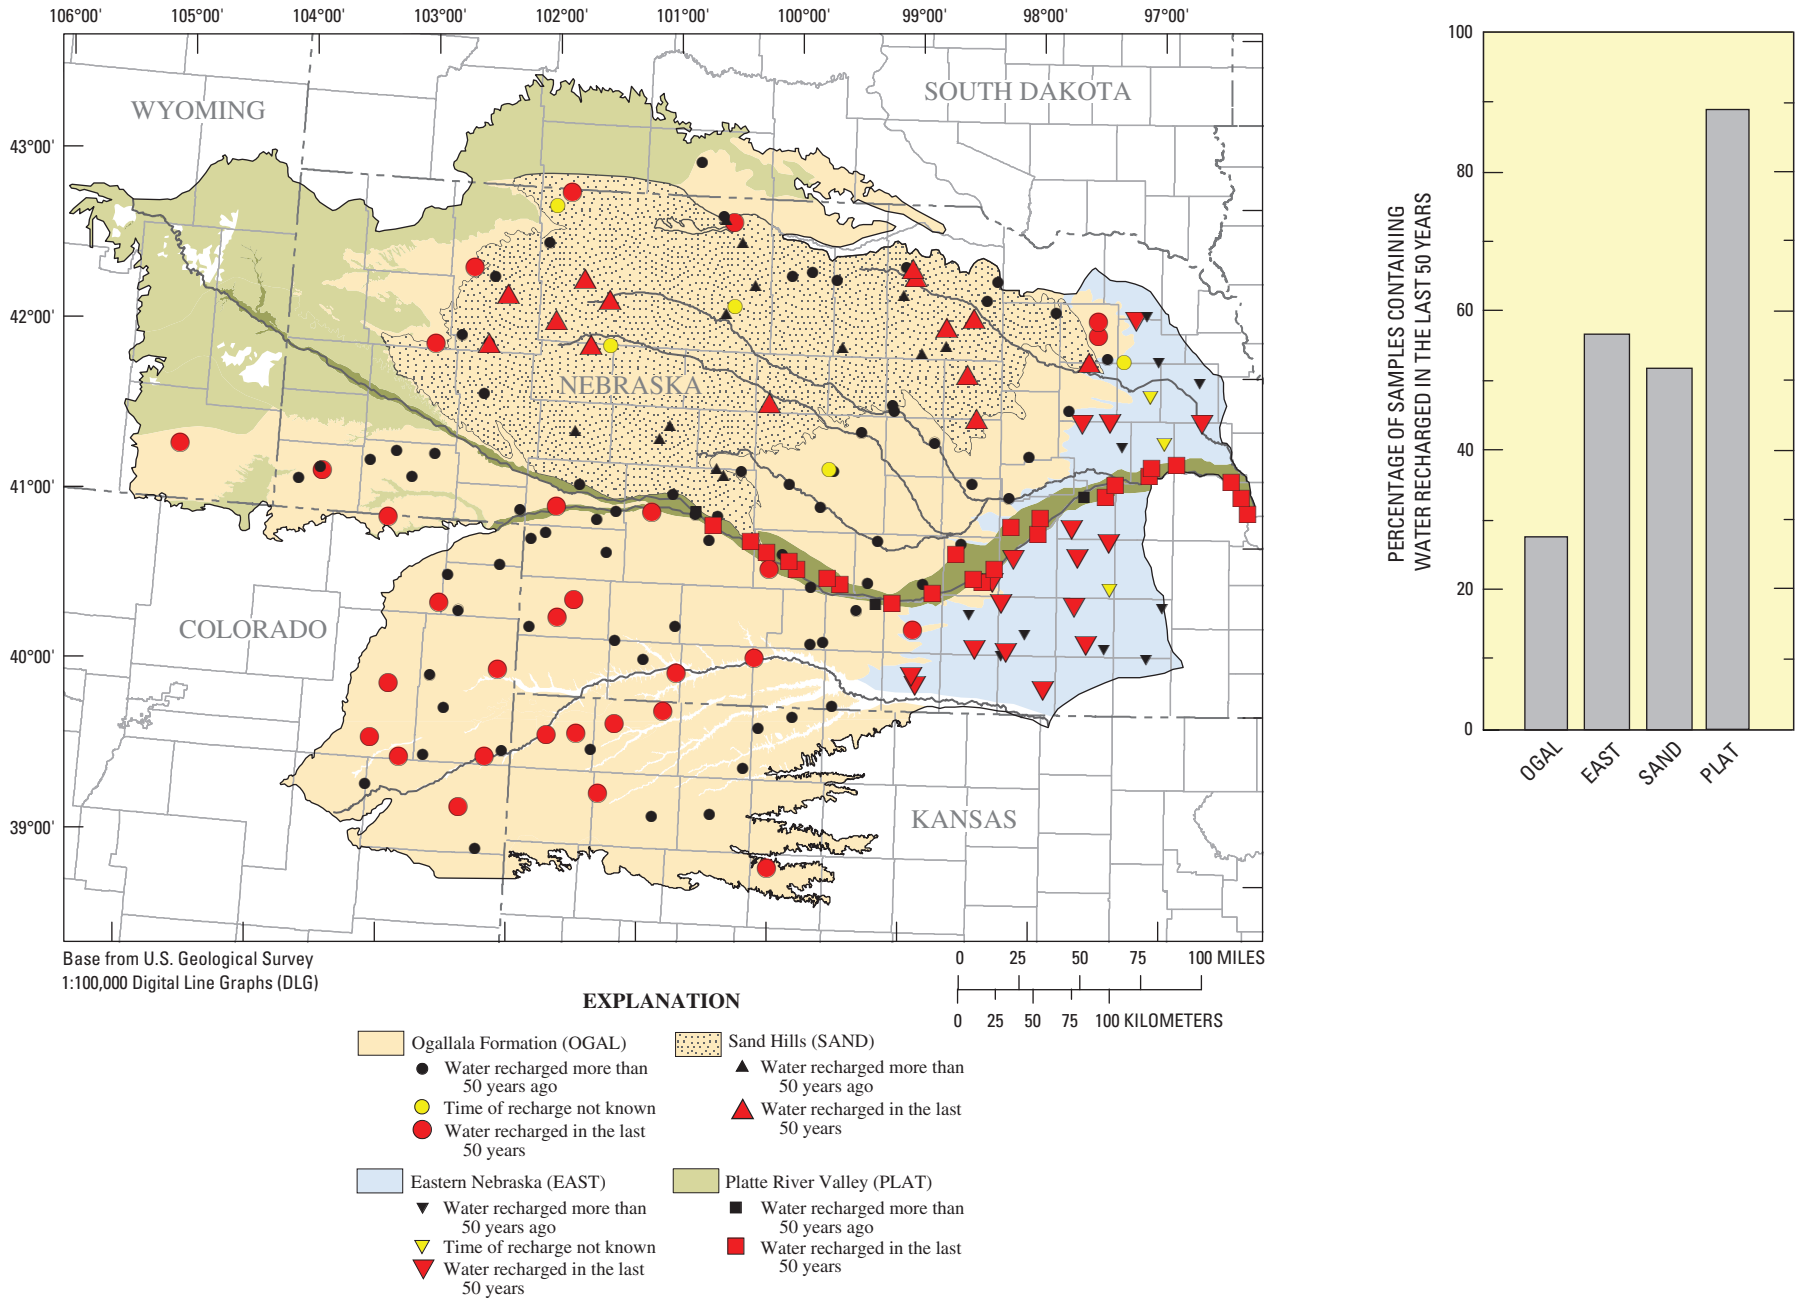 106°00'
105°00'
104°00'
103°00'
102°00'
101°00'
100°00'
99°00'
98°00'
97°00'
43°00'
42°00'
41°00'
40°00'
39°00'
WYOMING
SOUTH DAKOTA
NEBRASKA
COLORADO
KANSAS
Base from U.S. Geological Survey
1:100,000 Digital Line Graphs (DLG)
0 25 50 75 100 MILES
0 25 50 75 100 KILOMETERS
EXPLANATION
Ogallala Formation (OGAL)
Water recharged more than
50 years ago
Time of recharge not known
Water recharged in the last
50 years
Sand Hills (SAND)
Water recharged more than
50 years ago
Water recharged in the last
50 years
Eastern Nebraska (EAST)
Water recharged more than
50 years ago
Time of recharge not known
Water recharged in the last
50 years
Platte River Valley (PLAT)
Water recharged more than
50 years ago
Water recharged in the last
50 years
PERCENTAGE OF SAMPLES CONTAINING
WATER RECHARGED IN THE LAST 50 YEARS
100
80
60
40
20
0
OGAL
EAST
SAND
PLAT